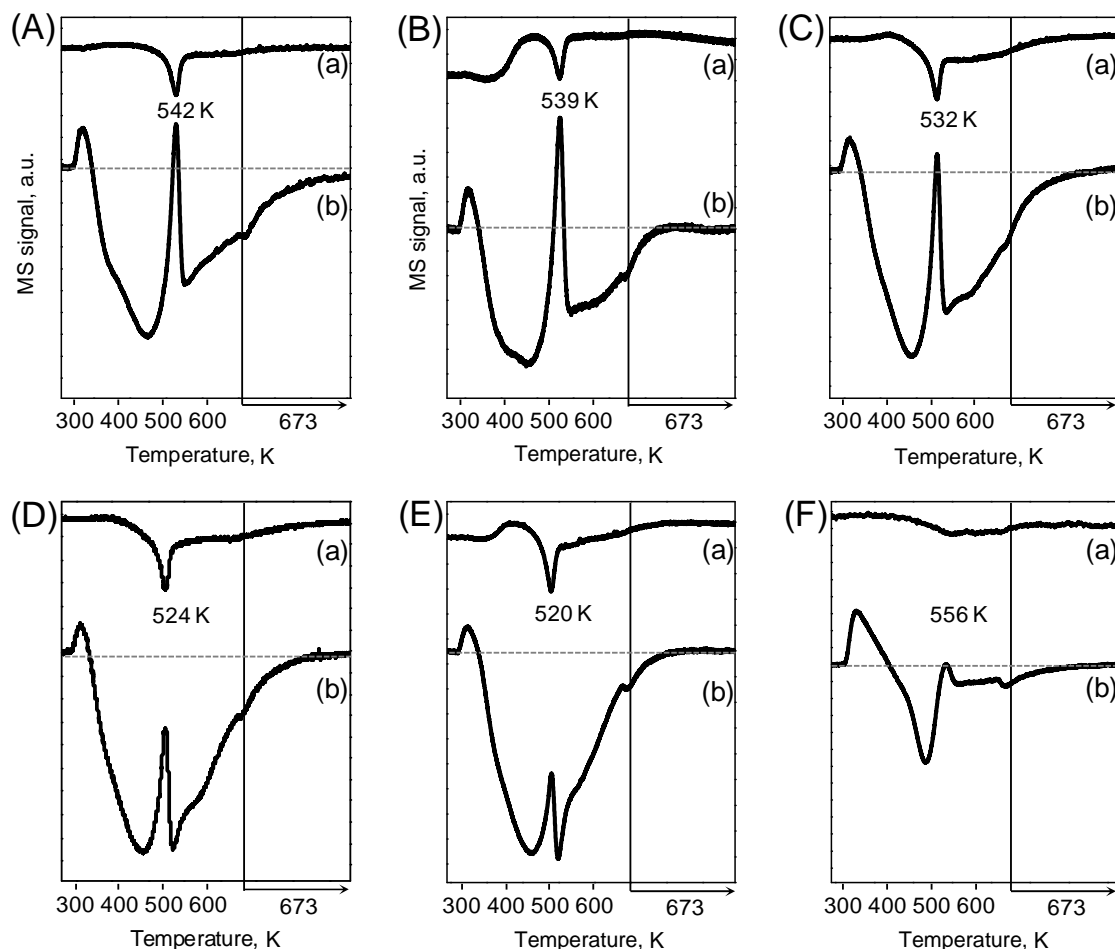 (A)
(a)
542 K
(b)
MS signal, a.u.
300 400 500 600
673
Temperature, K
(B)
(a)
539 K
(b)
MS signal, a.u.
300 400 500 600
673
Temperature, K
(C)
(a)
532 K
(b)
300 400 500 600
673
Temperature, K
(D)
(a)
524 K
(b)
300 400 500 600
673
Temperature, K
(E)
(a)
520 K
(b)
300 400 500 600
673
Temperature, K
(F)
(a)
556 K
(b)
300 400 500 600
673
Temperature, K